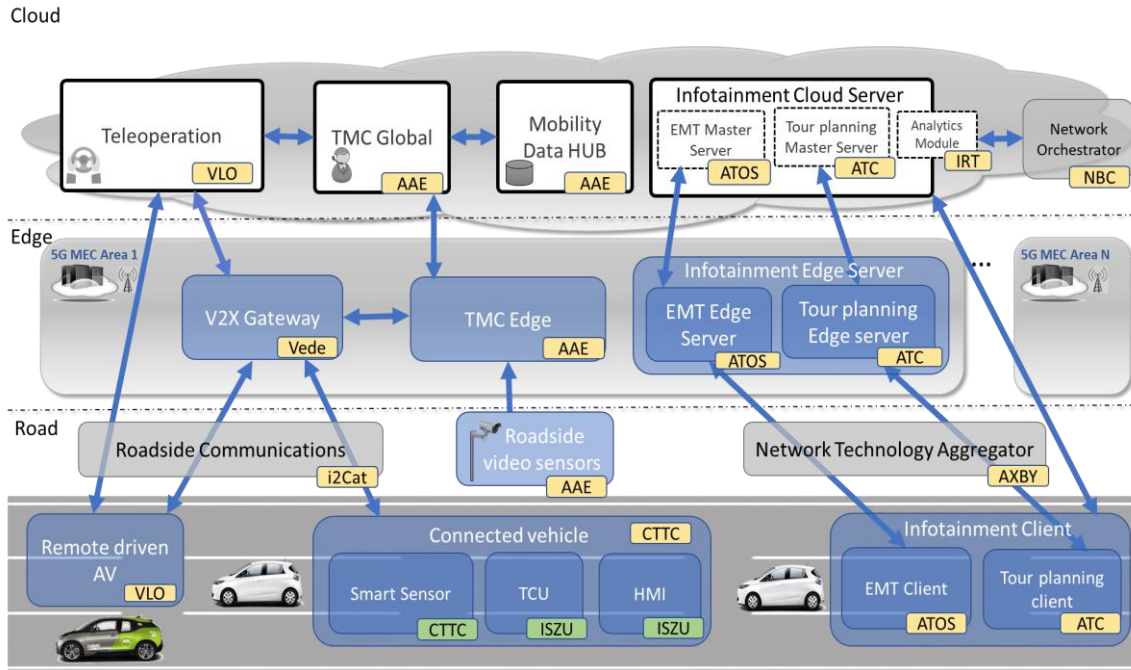 Cloud
Teleoperation
VLO
TMC Global
AAE
Mobility
Data HUB
AAE
Infotainment Cloud Server
EMT Master
Server
ATOS
Tour planning
Master Server
ATC
Analytics
Module
IRT
Network
Orchestrator
NBC
Edge
5G MEC Area 1
V2X Gateway
Vede
TMC Edge
AAE
Infotainment Edge Server
EMT Edge
Server
ATOS
Tour planning
Edge server
ATC
...
5G MEC Area N
Road
Roadside Communications
i2Cat
Roadside
video sensors
AAE
Network Technology Aggregator
AXBY
Remote driven
AV
VLO
Connected vehicle
CTTC
Smart Sensor
CTTC
TCU
ISZU
HMI
ISZU
Infotainment Client
EMT Client
ATOS
Tour planning
client
ATC